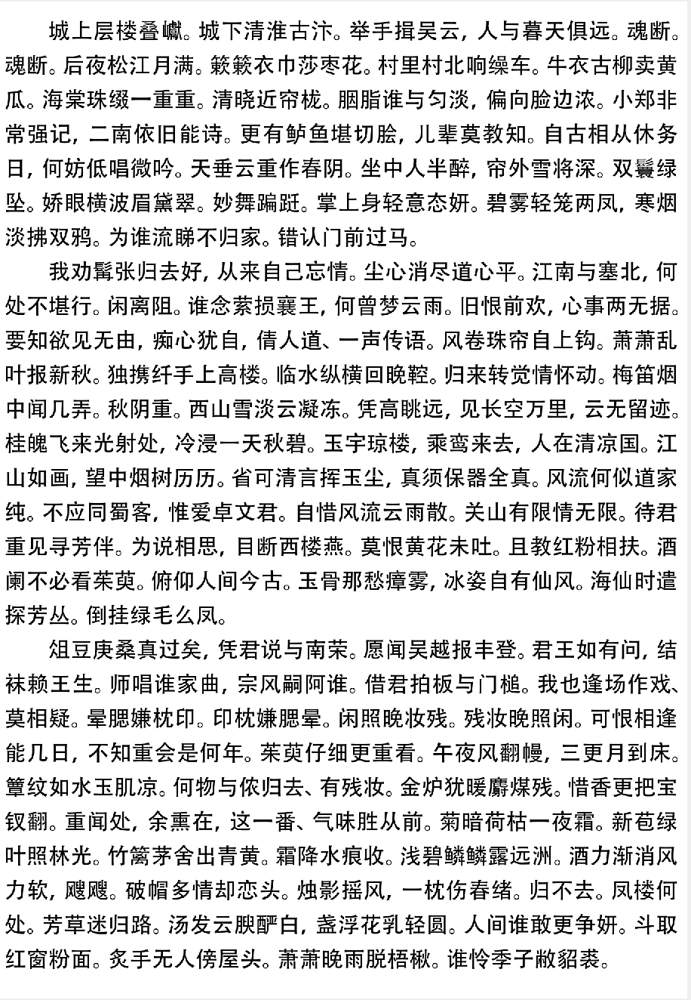 城上层楼叠巘。城下清淮古汴。举手揖吴云，人与暮天俱远。魂断。
魂断。后夜松江月满。簌簌衣巾莎枣花。村里村北响缲车。牛衣古柳卖黄
瓜。海棠珠缀一重重。清晓近帘栊。胭脂谁与匀淡，偏向脸边浓。小郑非
常强记，二南依旧能诗。更有鲈鱼堪切脍，儿辈莫教知。自古相从休务
日，何妨低唱微吟。天垂云重作春阴。坐中人半醉，帘外雪将深。双鬟绿
坠。娇眼横波眉黛翠。妙舞蹁跹。掌上身轻意态妍。碧雾轻笼两凤，寒烟
淡拂双鸦。为谁流睇不归家。错认门前过马。
我劝髯张归去好，从来自己忘情。尘心消尽道心平。江南与塞北，何
处不堪行。闲离阻。谁念萦损襄王，何曾梦云雨。旧恨前欢，心事两无据。
要知欲见无由，痴心犹自，倩人道、一声传语。风卷珠帘自上钩。萧萧乱
叶报新秋。独携纤手上高楼。临水纵横回晚鞚。归来转觉情怀动。梅笛烟
中闻几弄。秋阴重。西山雪淡云凝冻。凭高眺远，见长空万里，云无留迹。
桂魄飞来光射处，冷浸一天秋碧。玉宇琼楼，乘鸾来去，人在清凉国。江
山如画，望中烟树历历。省可清言挥玉尘，真须保器全真。风流何似道家
纯。不应同蜀客，惟爱卓文君。自惜风流云雨散。关山有限情无限。待君
重见寻芳伴。为说相思，目断西楼燕。莫恨黄花未吐。且教红粉相扶。酒
阑不必看茱萸。俯仰人间今古。玉骨那愁瘴雾，冰姿自有仙风。海仙时遣
探芳丛。倒挂绿毛么凤。
俎豆庚桑真过矣，凭君说与南荣。愿闻吴越报丰登。君王如有问，结
袜赖王生。师唱谁家曲，宗风嗣阿谁。借君拍板与门槌。我也逢场作戏、
莫相疑。晕腮嫌枕印。印枕嫌腮晕。闲照晚妆残。残妆晚照闲。可恨相逢
能几日，不知重会是何年。茱萸仔细更重看。午夜风翻幔，三更月到床。
簟纹如水玉肌凉。何物与侬归去、有残妆。金炉犹暖麝煤残。惜香更把宝
钗翻。重闻处，余熏在，这一番、气味胜从前。菊暗荷枯一夜霜。新苞绿
叶照林光。竹篱茅舍出青黄。霜降水痕收。浅碧鳞鳞露远洲。酒力渐消风
力软，飕飕。破帽多情却恋头。烛影摇风，一枕伤春绪。归不去。凤楼何
处。芳草迷归路。汤发云腴酽白，盏浮花乳轻圆。人间谁敢更争妍。斗取
红窗粉面。炙手无人傍屋头。萧萧晚雨脱梧楸。谁怜季子敝貂裘。